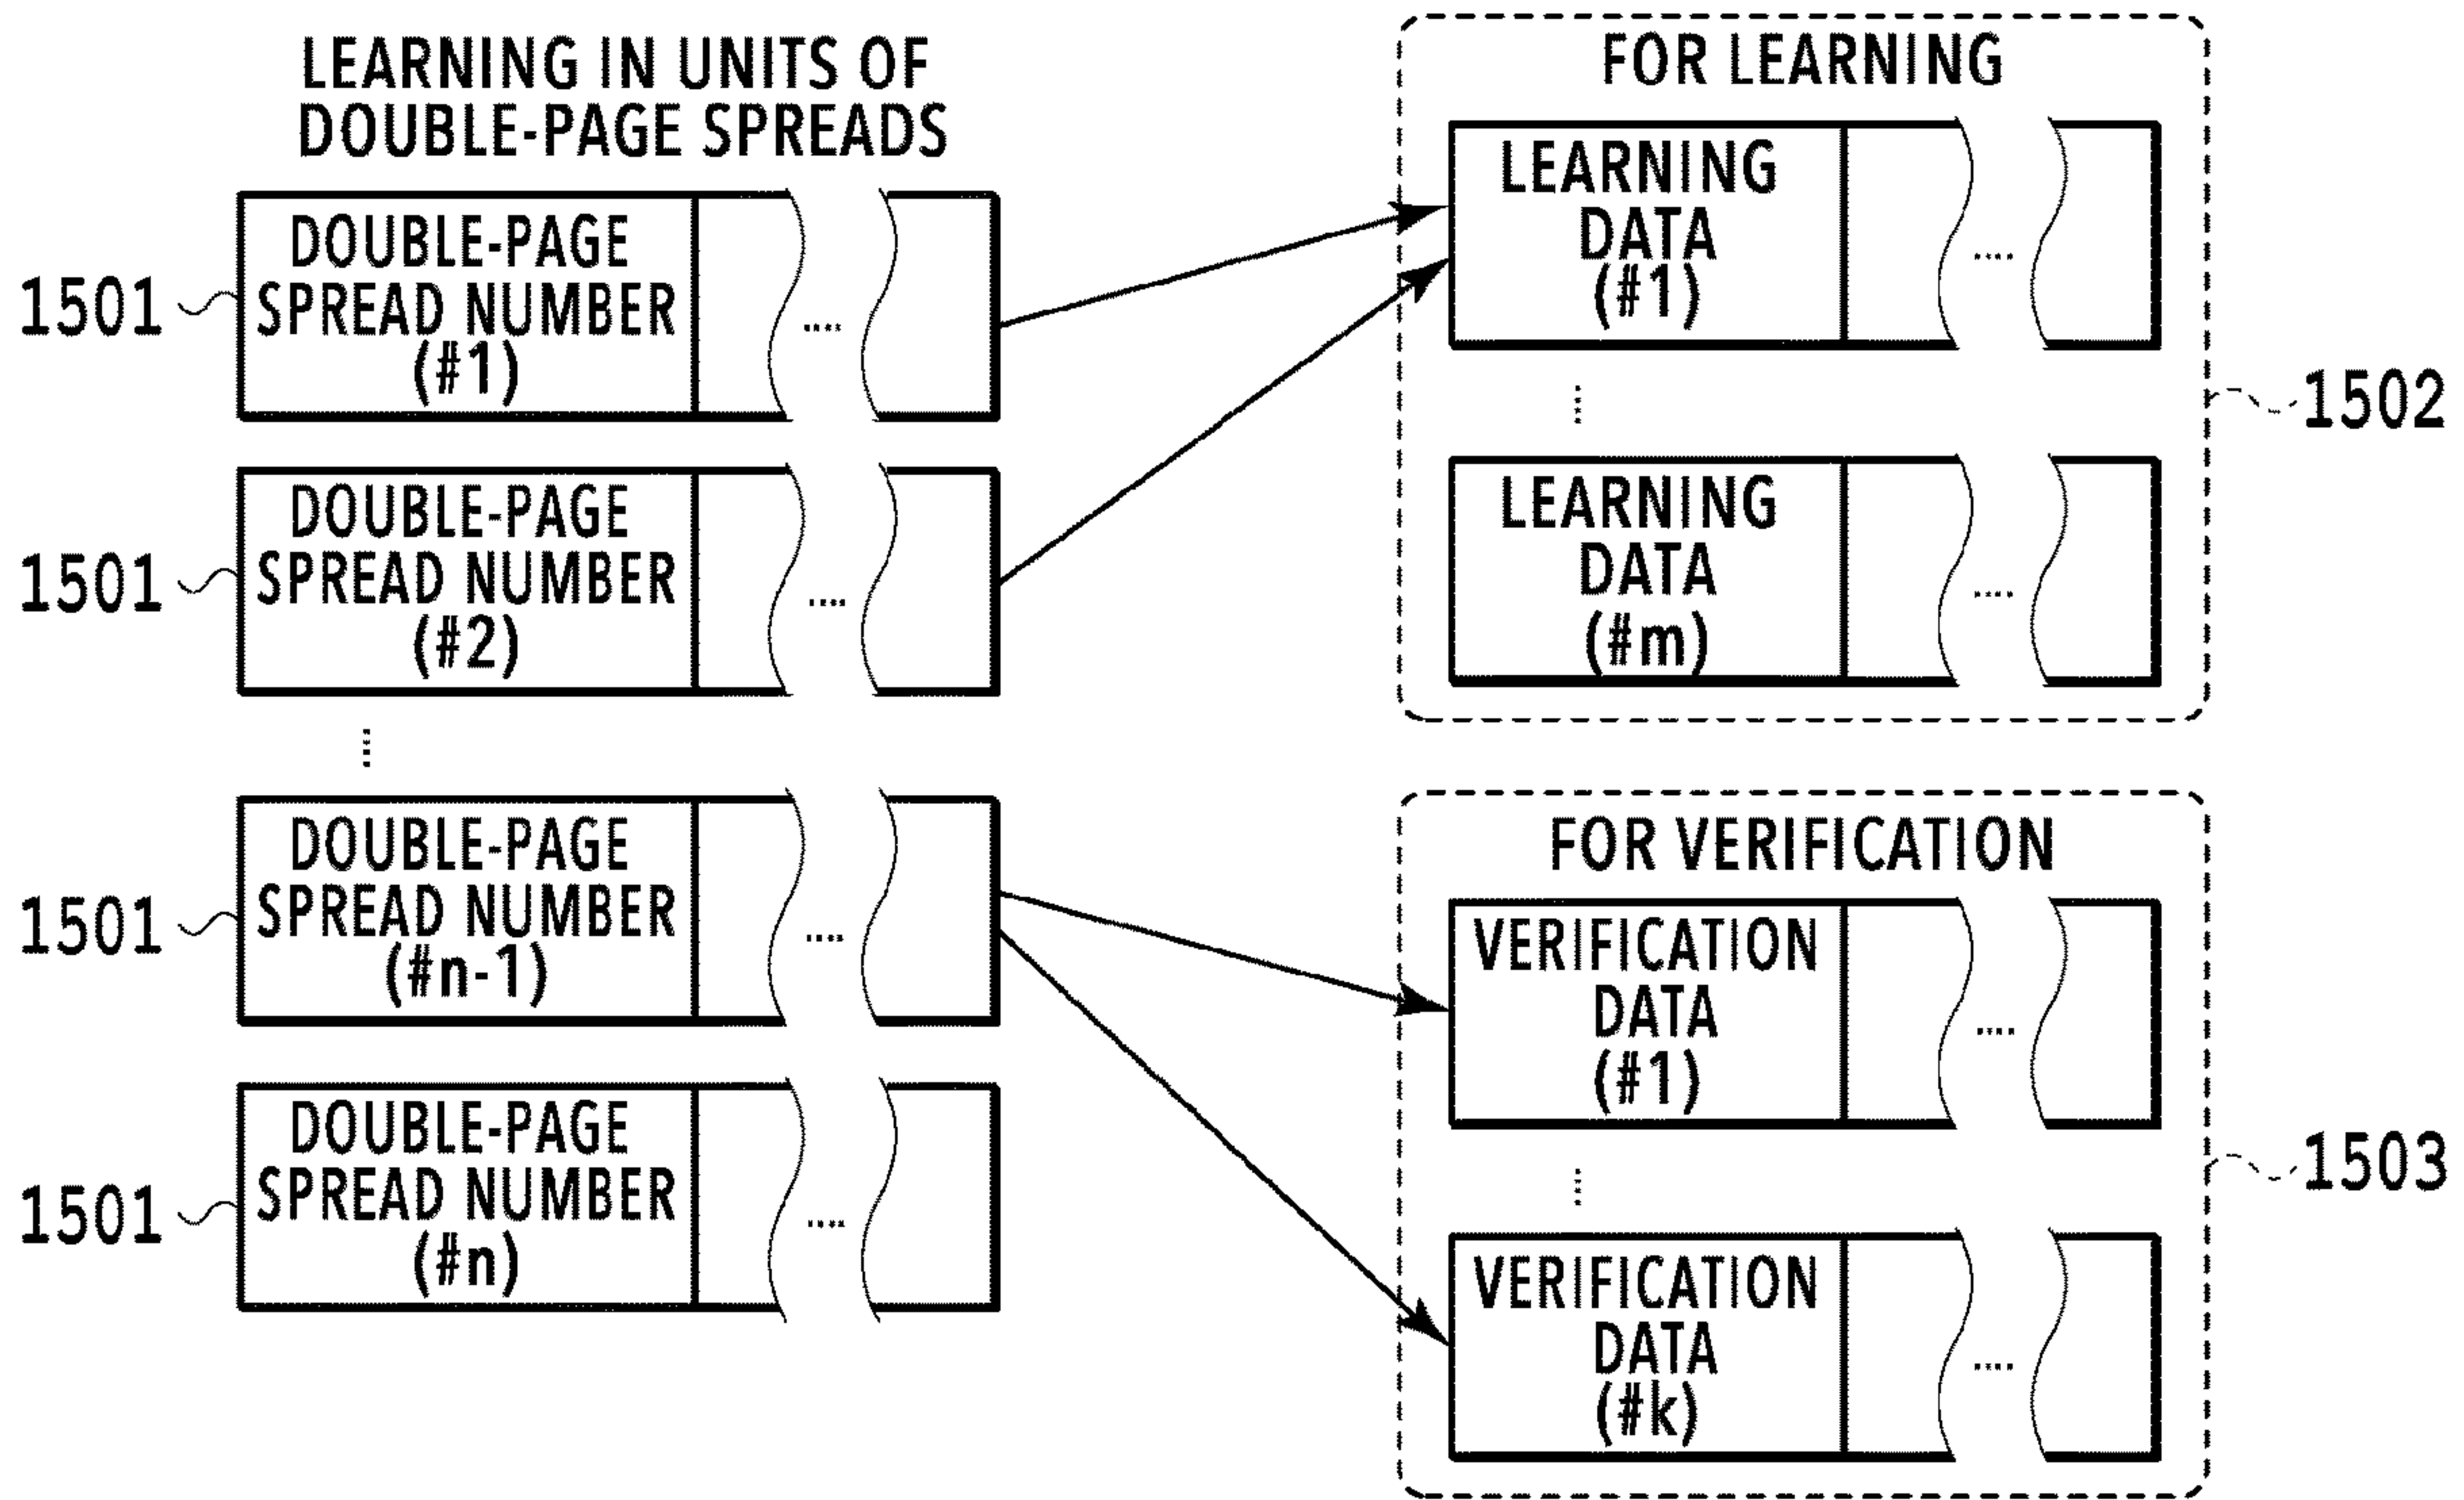 LEARNING IN UNITS OF
DOUBLE-PAGE SPREADS
1501
DOUBLE-PAGE
SPREAD NUMBER
(#1)
....
1501
DOUBLE-PAGE
SPREAD NUMBER
(#2)
....
....
1501
DOUBLE-PAGE
SPREAD NUMBER
(#n-1)
....
1501
DOUBLE-PAGE
SPREAD NUMBER
(#n)
....
FOR LEARNING
LEARNING
DATA
(#1)
....
....
1502
LEARNING
DATA
(#m)
....
FOR VERIFICATION
VERIFICATION
DATA
(#1)
....
....
1503
VERIFICATION
DATA
(#k)
....